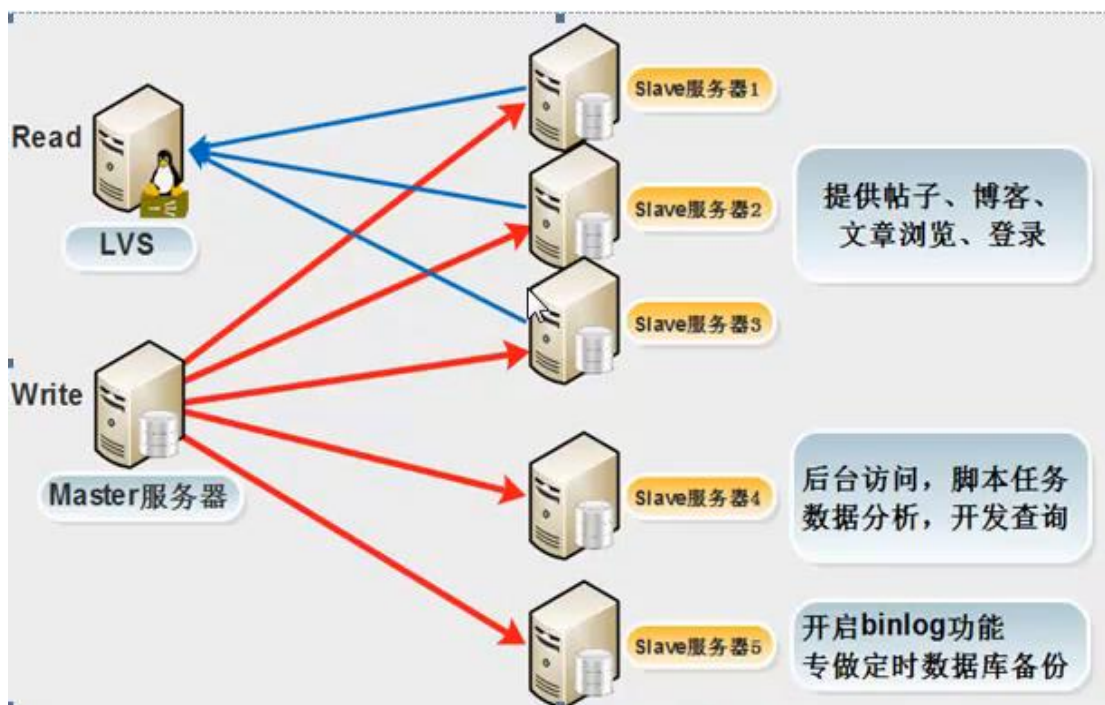 Read
LVS
Write
Master服务器
Slave服务器1
Slave服务器2
Slave服务器3
提供帖子、博客、
文章浏览、登录
Slave服务器4
后台访问，脚本任务
数据分析，开发查询
Slave服务器5
开启binlog功能
专做定时数据库备份